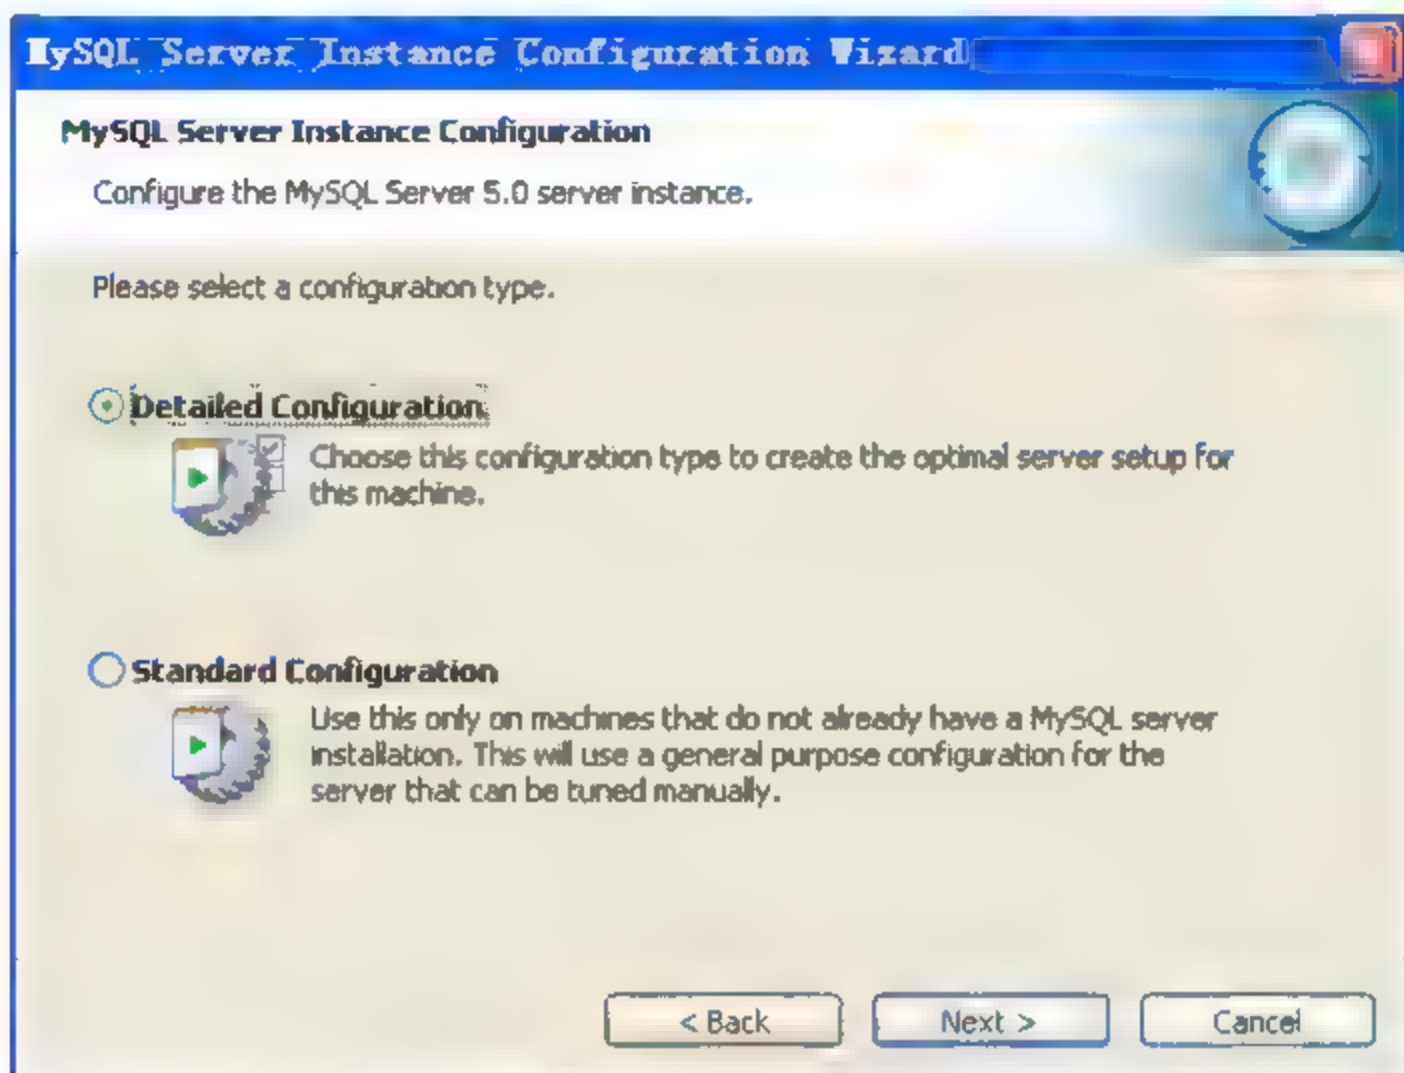 MySQL Server Instance Configuration Wizard
MySQL Server Instance Configuration
Configure the MySQL Server 5.0 server instance.
Please select a configuration type.
Detailed Configuration
Choose this configuration type to create the optimal server setup for
this machine.
Standard Configuration
Use this only on machines that do not already have a MySQL server
installation. This will use a general purpose configuration for the
server that can be tuned manually.
< Back
Next >
Cancel